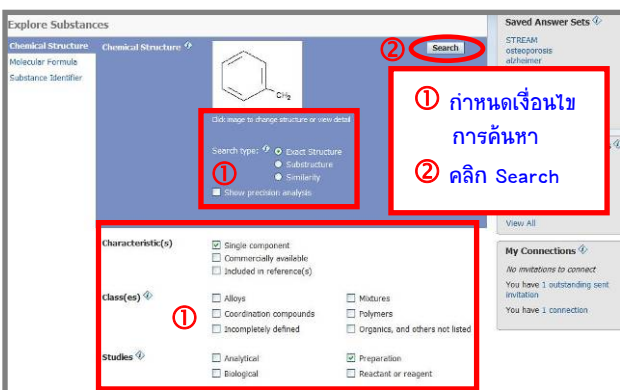 Explore Substances
Chemical Structure
Molecular Formula
Substance Identifier
Chemical Structure
CH₂
Click image to change structure or view detail
Search type:
Exact Structure
Substructure
Similarity
Show precision analysis
①
② Search
① กำหนดเงื่อนไข
การค้นหา
② คลิก Search
Characteristic(s)
Single component
Commercially available
Included in reference(s)
Class(es)
Alloys
Mixtures
Coordination compounds
Polymers
Incompletely defined
Organics, and others not listed
①
Studies
Analytical
Preparation
Biological
Reactant or reagent
Saved Answer Sets
STREAM
osteoporosis
alzheimer
View All
My Connections
No invitations to connect
You have 1 outstanding sent
invitation
You have 1 connection